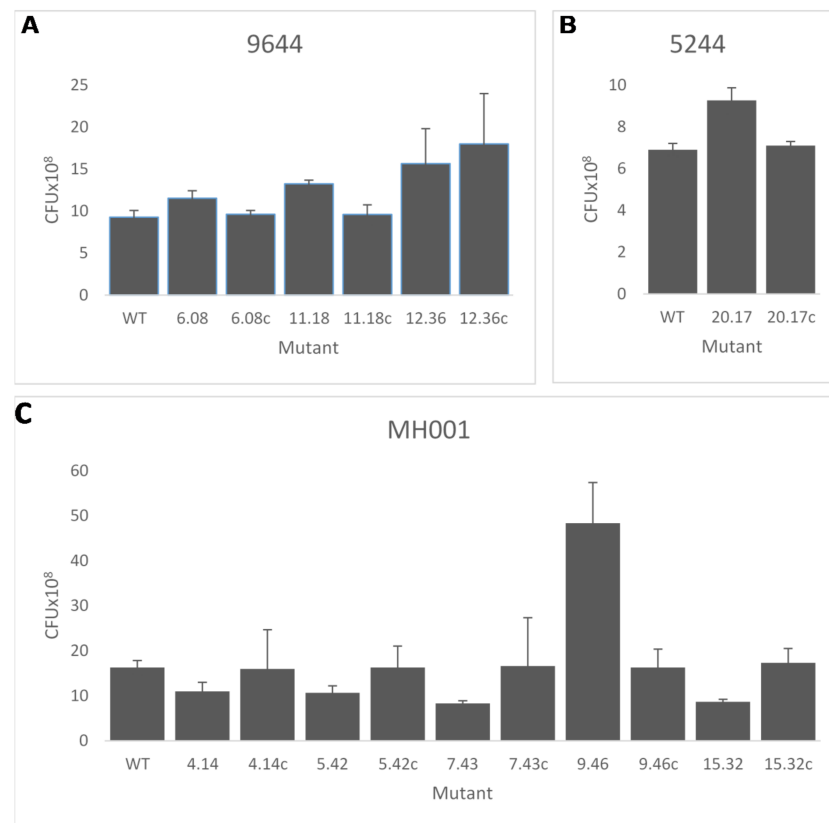 A
9644
25
20
15
10
5
0
CFUx10⁸
WT 6.08 6.08c 11.18 11.18c 12.36 12.36c
Mutant
B
5244
10
8
6
4
2
0
CFUx10⁸
WT 20.17 20.17c
Mutant
C
MH001
60
50
40
30
20
10
0
CFUx10⁸
WT 4.14 4.14c 5.42 5.42c 7.43 7.43c 9.46 9.46c 15.32 15.32c
Mutant